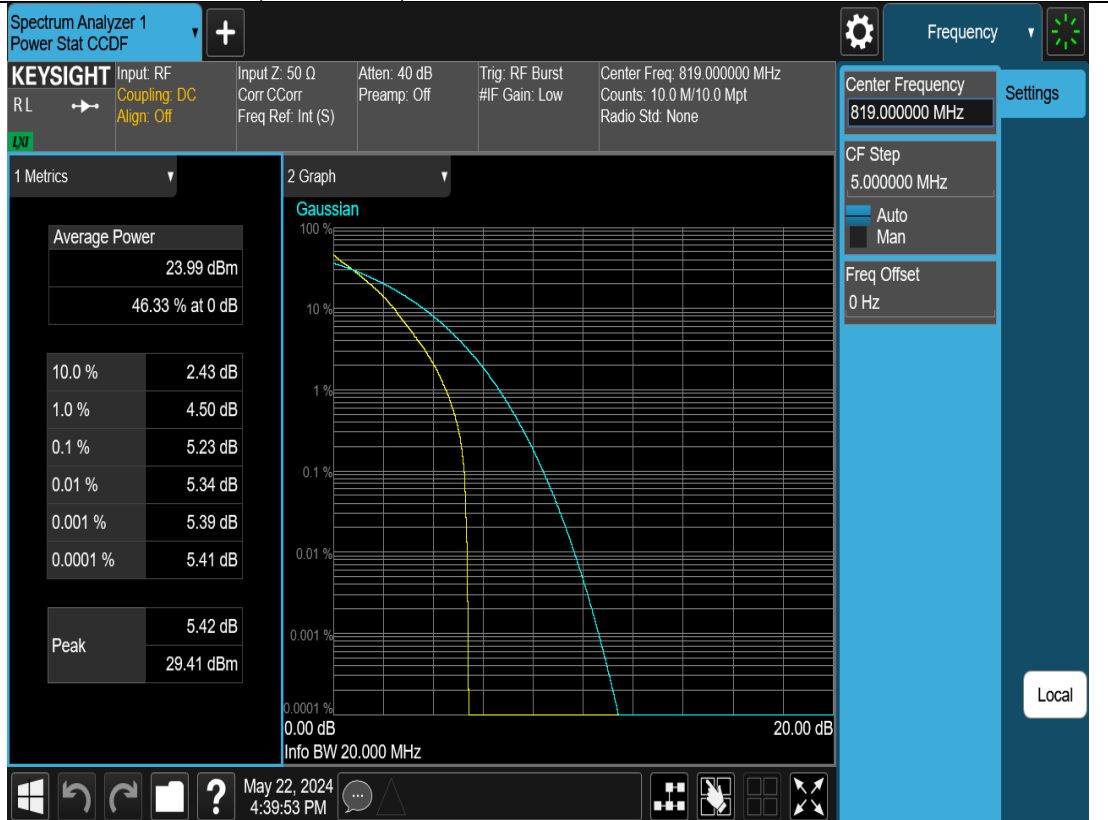 Spectrum Analyzer 1
Power Stat CCDF
+
Frequency
KEYSIGHT
RL
LXI
Input: RF
Coupling: DC
Align: Off
Input Z: 50 Ω
Corr CCorr
Freq Ref: Int (S)
Atten: 40 dB
Preamp: Off
Trig: RF Burst
#IF Gain: Low
Center Freq: 819.000000 MHz
Counts: 10.0 M/10.0 Mpt
Radio Std: None
1 Metrics
Average Power
23.99 dBm
46.33 % at 0 dB
10.0 % 2.43 dB
1.0 % 4.50 dB
0.1 % 5.23 dB
0.01 % 5.34 dB
0.001 % 5.39 dB
0.0001 % 5.41 dB
Peak 5.42 dB
29.41 dBm
2 Graph
Gaussian
100 %
10 %
1 %
0.1 %
0.01 %
0.001 %
0.0001 %
0.00 dB 20.00 dB
Info BW 20.000 MHz
Center Frequency
819.000000 MHz
CF Step
5.000000 MHz
Auto
Man
Freq Offset
0 Hz
Settings
Local
?
May 22, 2024
4:39:53 PM